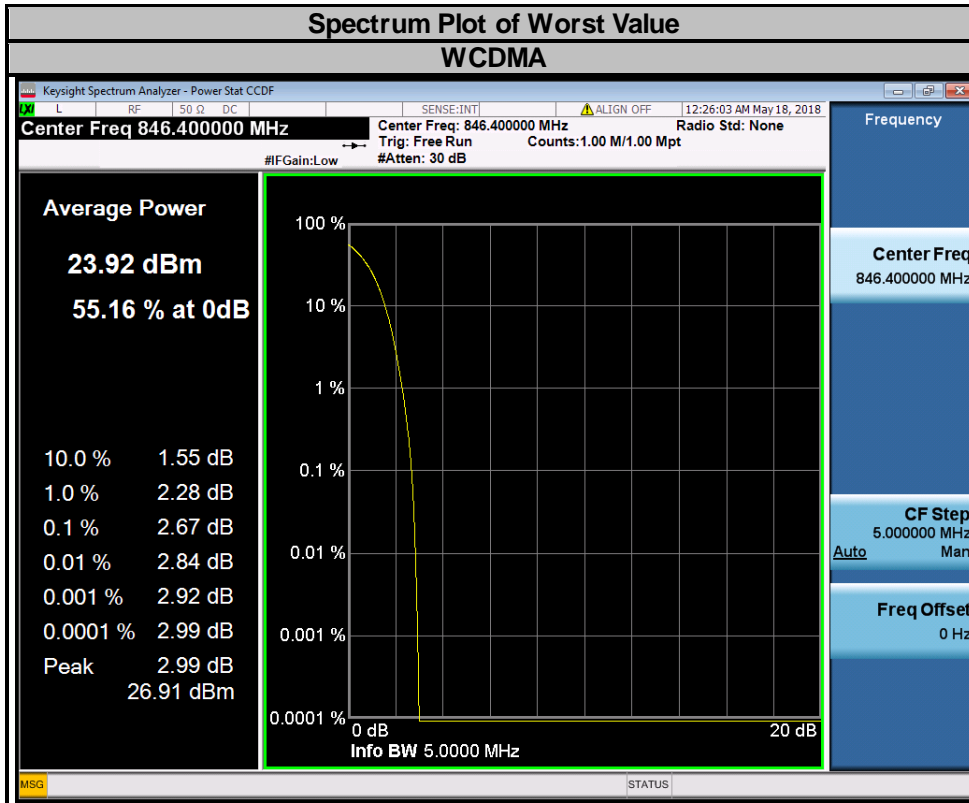 Spectrum Plot of Worst Value
WCDMA
Keysight Spectrum Analyzer - Power Stat CCDF
LXI L RF 50 Ω DC SENSE:INT ALIGN OFF 12:26:03 AM May 18, 2018
Center Freq 846.400000 MHz
#IFGain:Low
Center Freq: 846.400000 MHz Radio Std: None
Trig: Free Run Counts:1.00 M/1.00 Mpt
#Atten: 30 dB
Average Power
23.92 dBm
55.16 % at 0dB
10.0 % 1.55 dB
1.0 % 2.28 dB
0.1 % 2.67 dB
0.01 % 2.84 dB
0.001 % 2.92 dB
0.0001 % 2.99 dB
Peak 2.99 dB
26.91 dBm
100 %
10 %
1 %
0.1 %
0.01 %
0.001 %
0.0001 %
0 dB 20 dB
Info BW 5.0000 MHz
Frequency
Center Freq
846.400000 MHz
CF Step
5.000000 MHz
Auto Man
Freq Offset
0 Hz
MSG STATUS